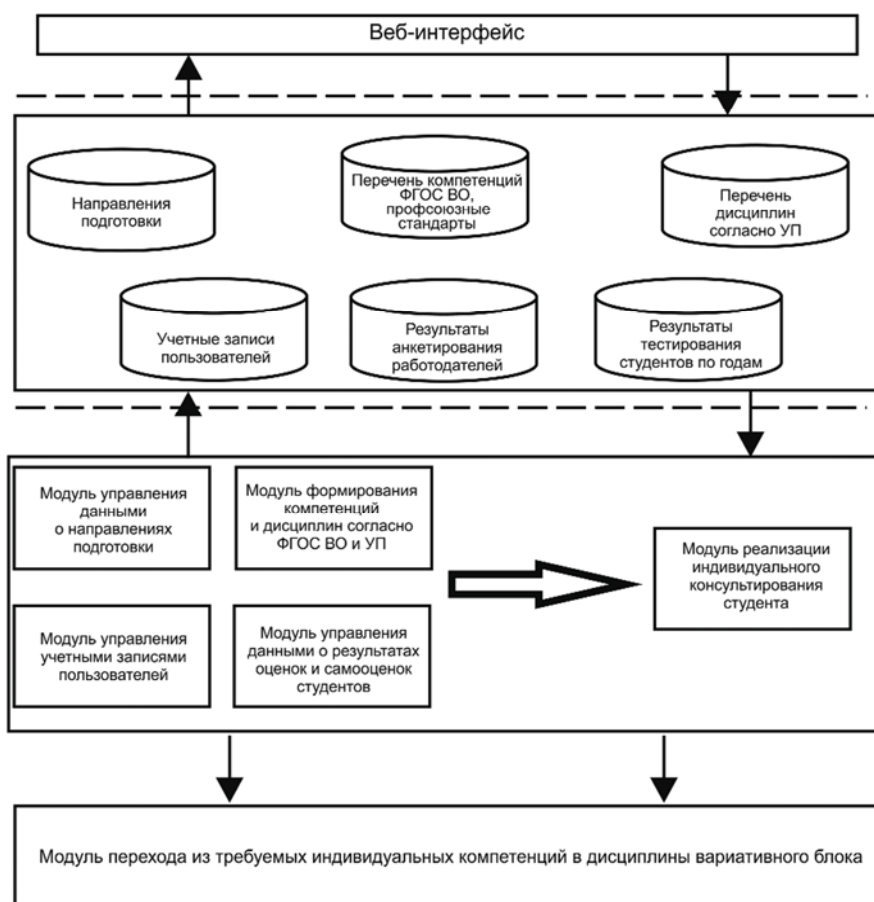 Веб-интерфейс
Направления
подготовки
Перечень компетенций
ФГОС ВО,
профсоюзные
стандарты
Перечень
дисциплин
согласно УП
Учетные записи
пользователей
Результаты
анкетирования
работодателей
Результаты
тестирования
студентов по годам
Модуль управления
данными
о направлениях
подготовки
Модуль формирования
компетенций
и дисциплин согласно
ФГОС ВО и УП
Модуль реализации
индивидуального
консультирования
студента
Модуль управления
учетными записями
пользователей
Модуль управления
данными о результатах
оценок и самооценок
студентов
Модуль перехода из требуемых индивидуальных компетенций в дисциплины вариативного блока